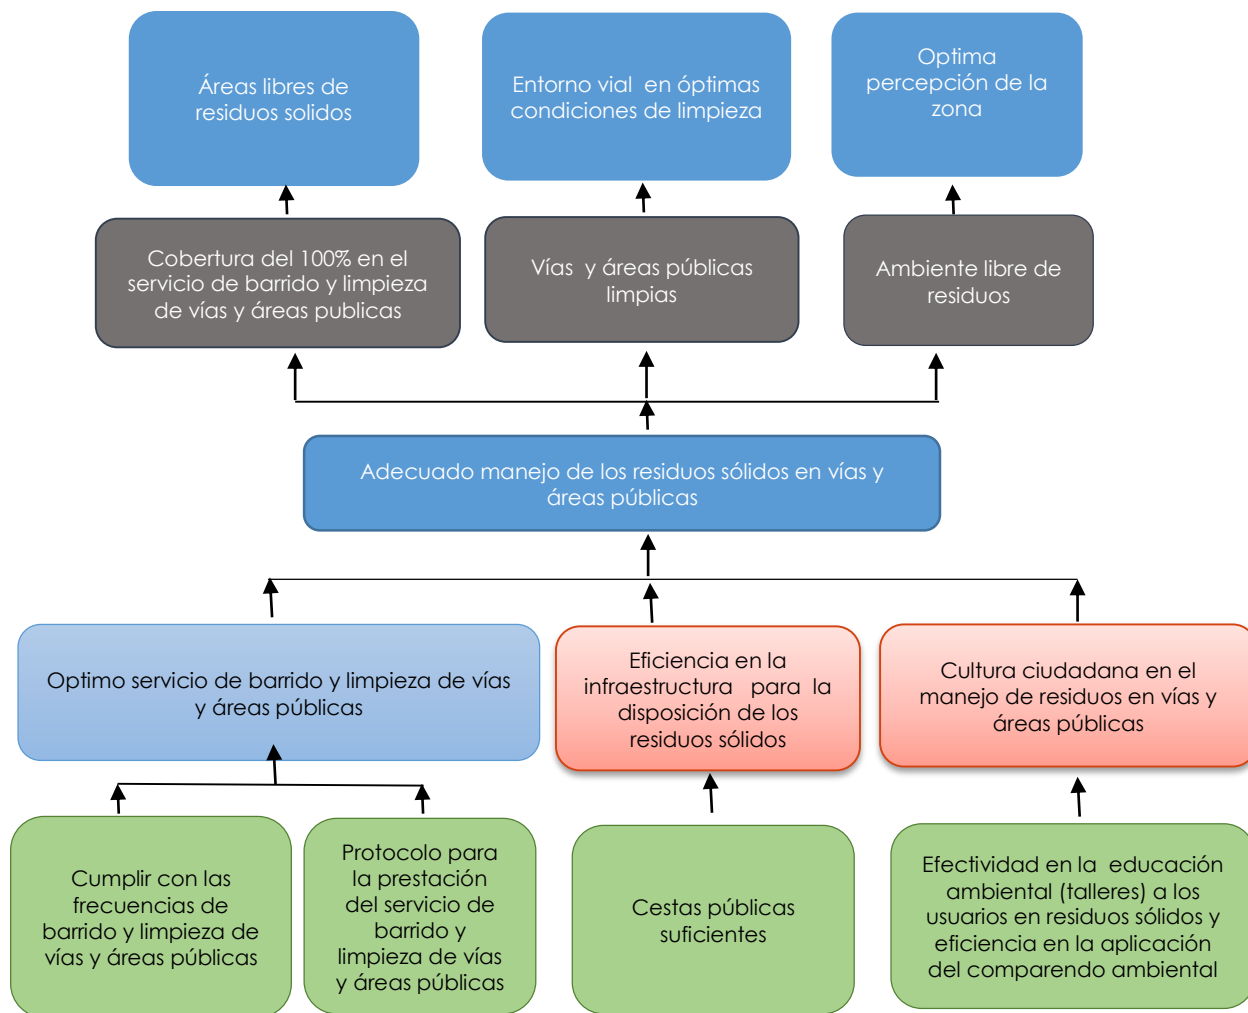 Áreas libres de
residuos solidos
Entorno vial en óptimas
condiciones de limpieza
Optima
percepción de la
zona
Cobertura del 100% en el
servicio de barrido y limpieza
de vías y áreas publicas
Vías y áreas públicas
limpias
Ambiente libre de
residuos
Adecuado manejo de los residuos sólidos en vías y
áreas públicas
Optimo servicio de barrido y limpieza de vías
y áreas públicas
Eficiencia en la
infraestructura para la
disposición de los
residuos sólidos
Cultura ciudadana en el
manejo de residuos en vías y
áreas públicas
Cumplir con las
frecuencias de
barrido y limpieza de
vías y áreas públicas
Protocolo para
la prestación
del servicio de
barrido y
limpieza de vías
y áreas públicas
Cestas públicas
suficientes
Efectividad en la educación
ambiental (talleres) a los
usuarios en residuos sólidos y
eficiencia en la aplicación
del comparendo ambiental